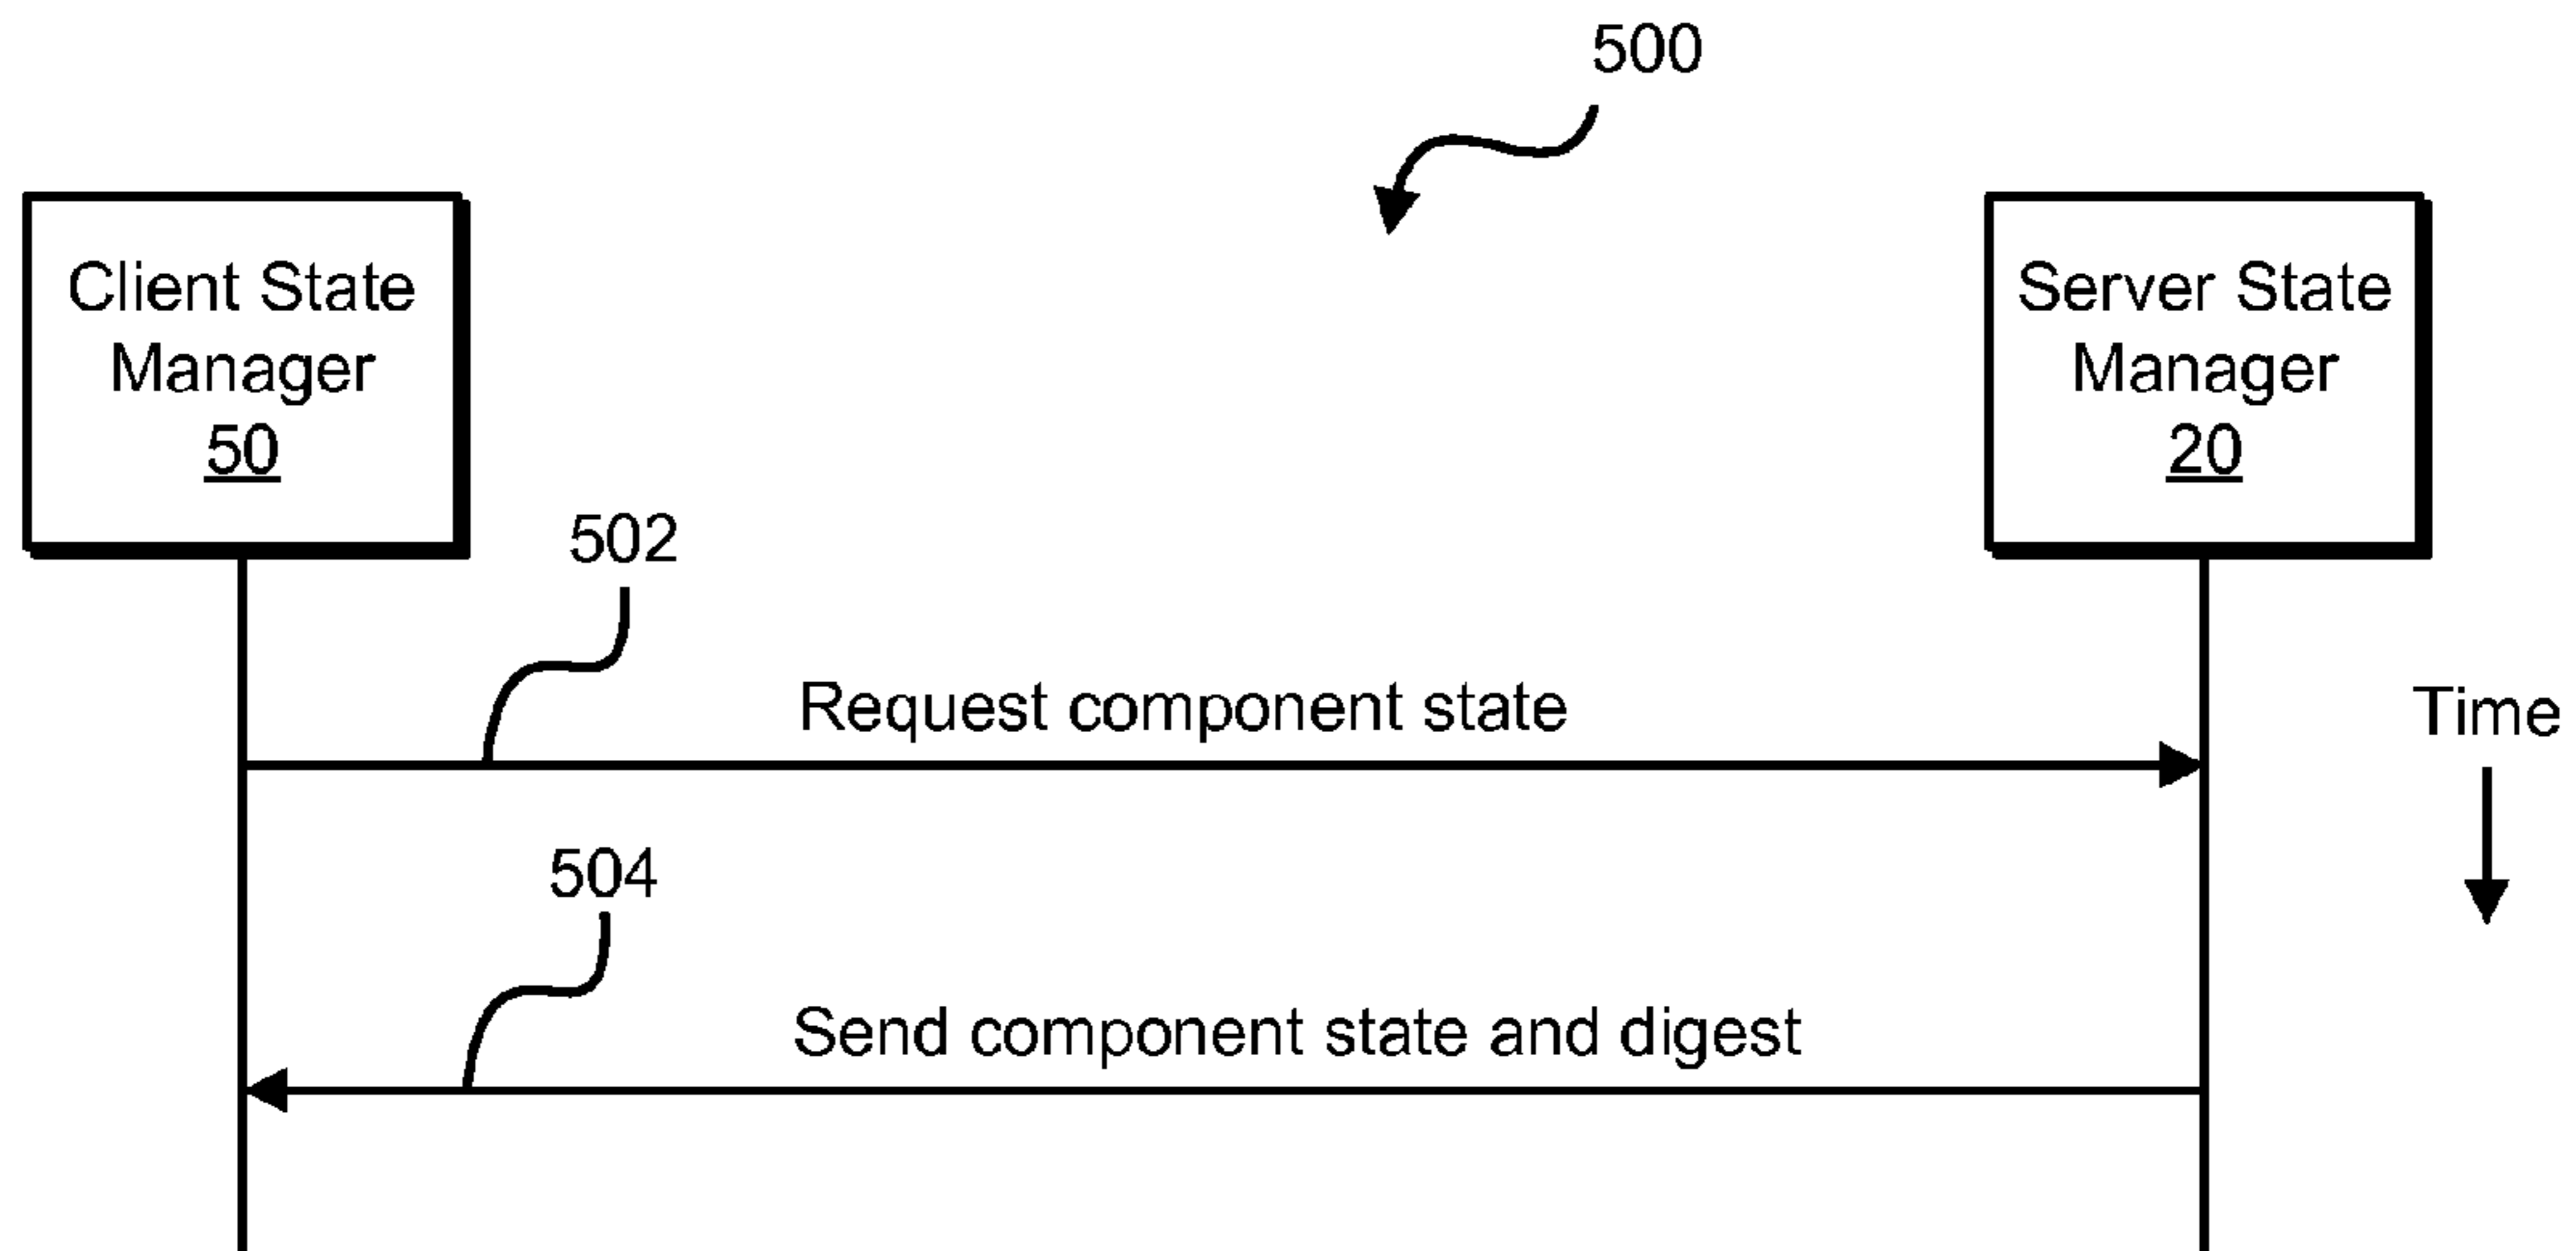 500
Client State
Manager
50
Server State
Manager
20
502
Request component state
Time
504
Send component state and digest